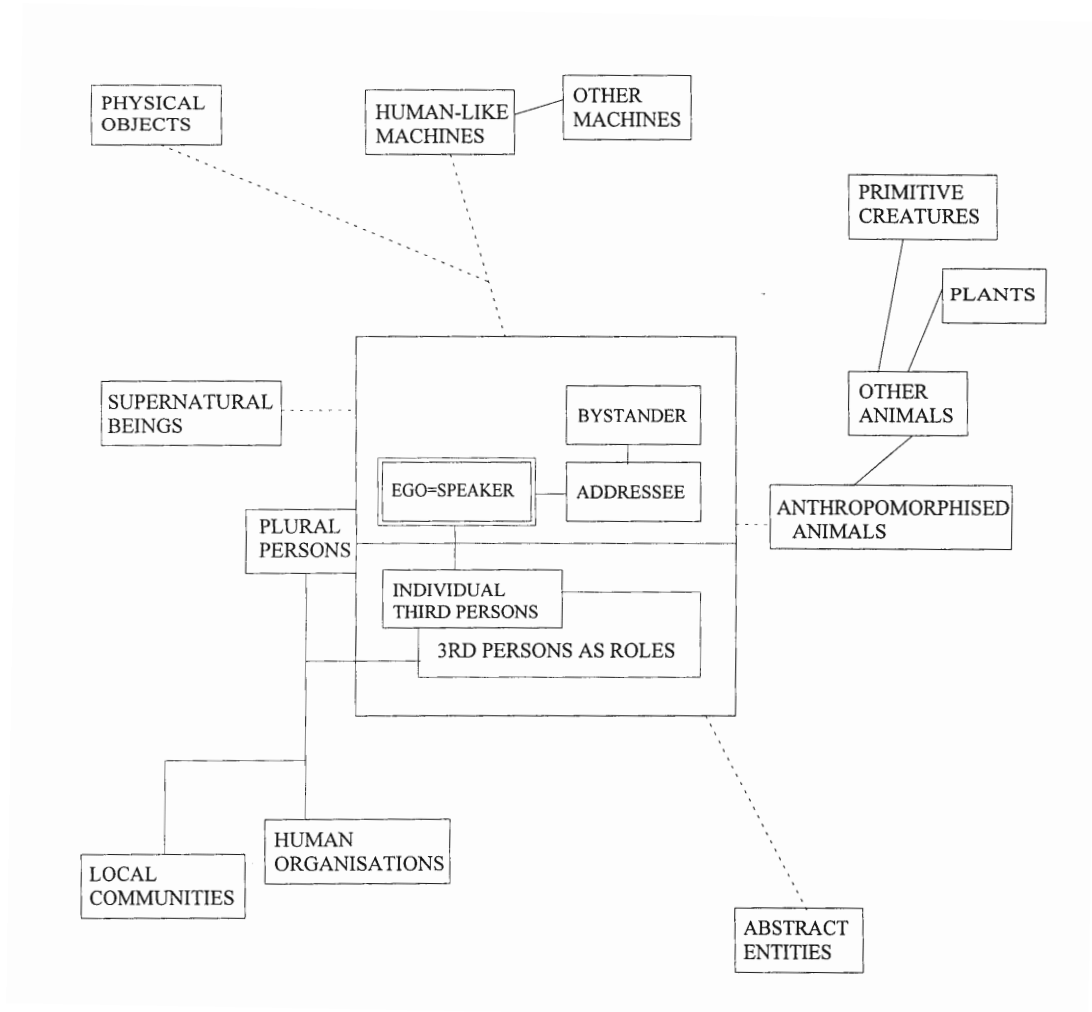 PHYSICAL
OBJECTS
HUMAN-LIKE
MACHINES
OTHER
MACHINES
PRIMITIVE
CREATURES
PLANTS
OTHER
ANIMALS
SUPERNATURAL
BEINGS
BYSTANDER
EGO=SPEAKER
ADDRESSEE
ANTHROPOMORPHISED
ANIMALS
PLURAL
PERSONS
INDIVIDUAL
THIRD PERSONS
3RD PERSONS AS ROLES
HUMAN
ORGANISATIONS
LOCAL
COMMUNITIES
ABSTRACT
ENTITIES